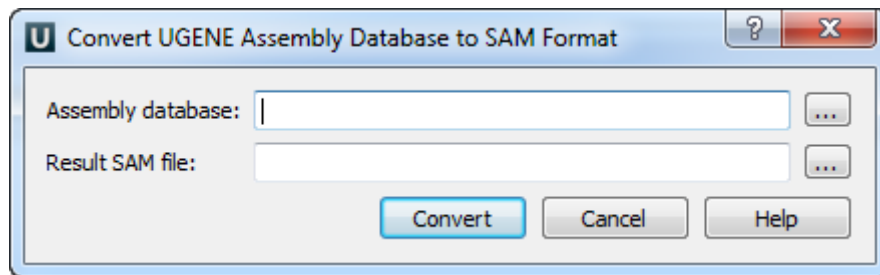 U Convert UGENE Assembly Database to SAM Format ? X
Assembly database: ...
Result SAM file: ...
Convert Cancel Help